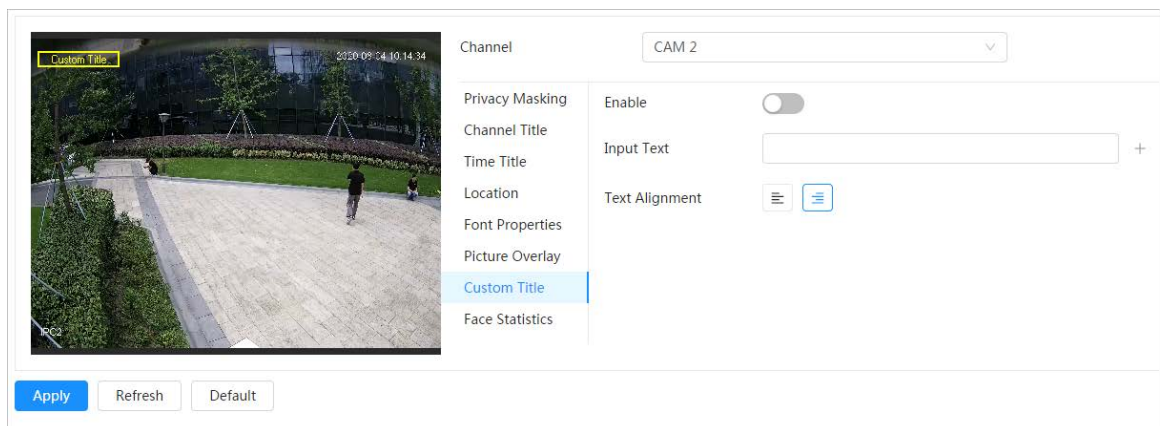 Channel
CAM 2
Custom Title
2020-09-04 10:14:34
IPC2
Privacy Masking
Channel Title
Time Title
Location
Font Properties
Picture Overlay
Custom Title
Face Statistics
Enable
Input Text
+
Text Alignment
Apply
Refresh
Default